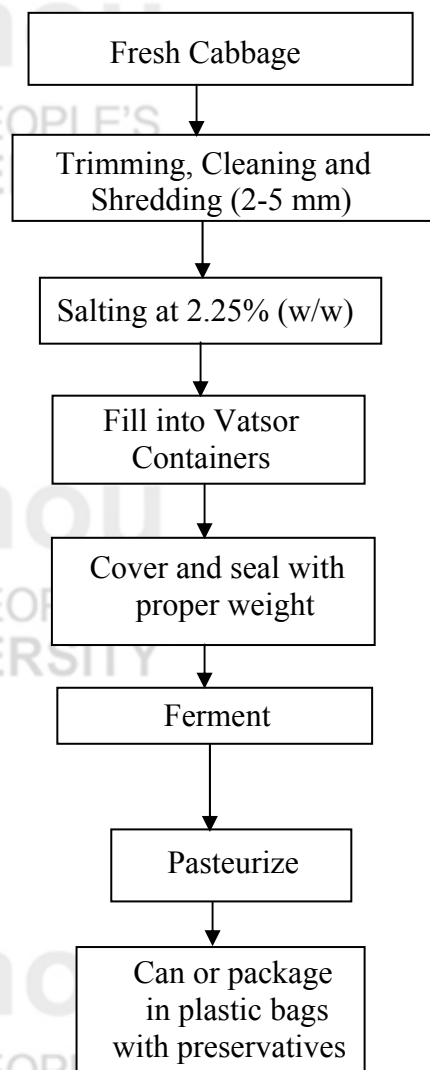 Fresh Cabbage
Trimming, Cleaning and
Shredding (2-5 mm)
Salting at 2.25% (w/w)
Fill into Vatsor
Containers
Cover and seal with
proper weight
Ferment
Pasteurize
Can or package
in plastic bags
with preservatives